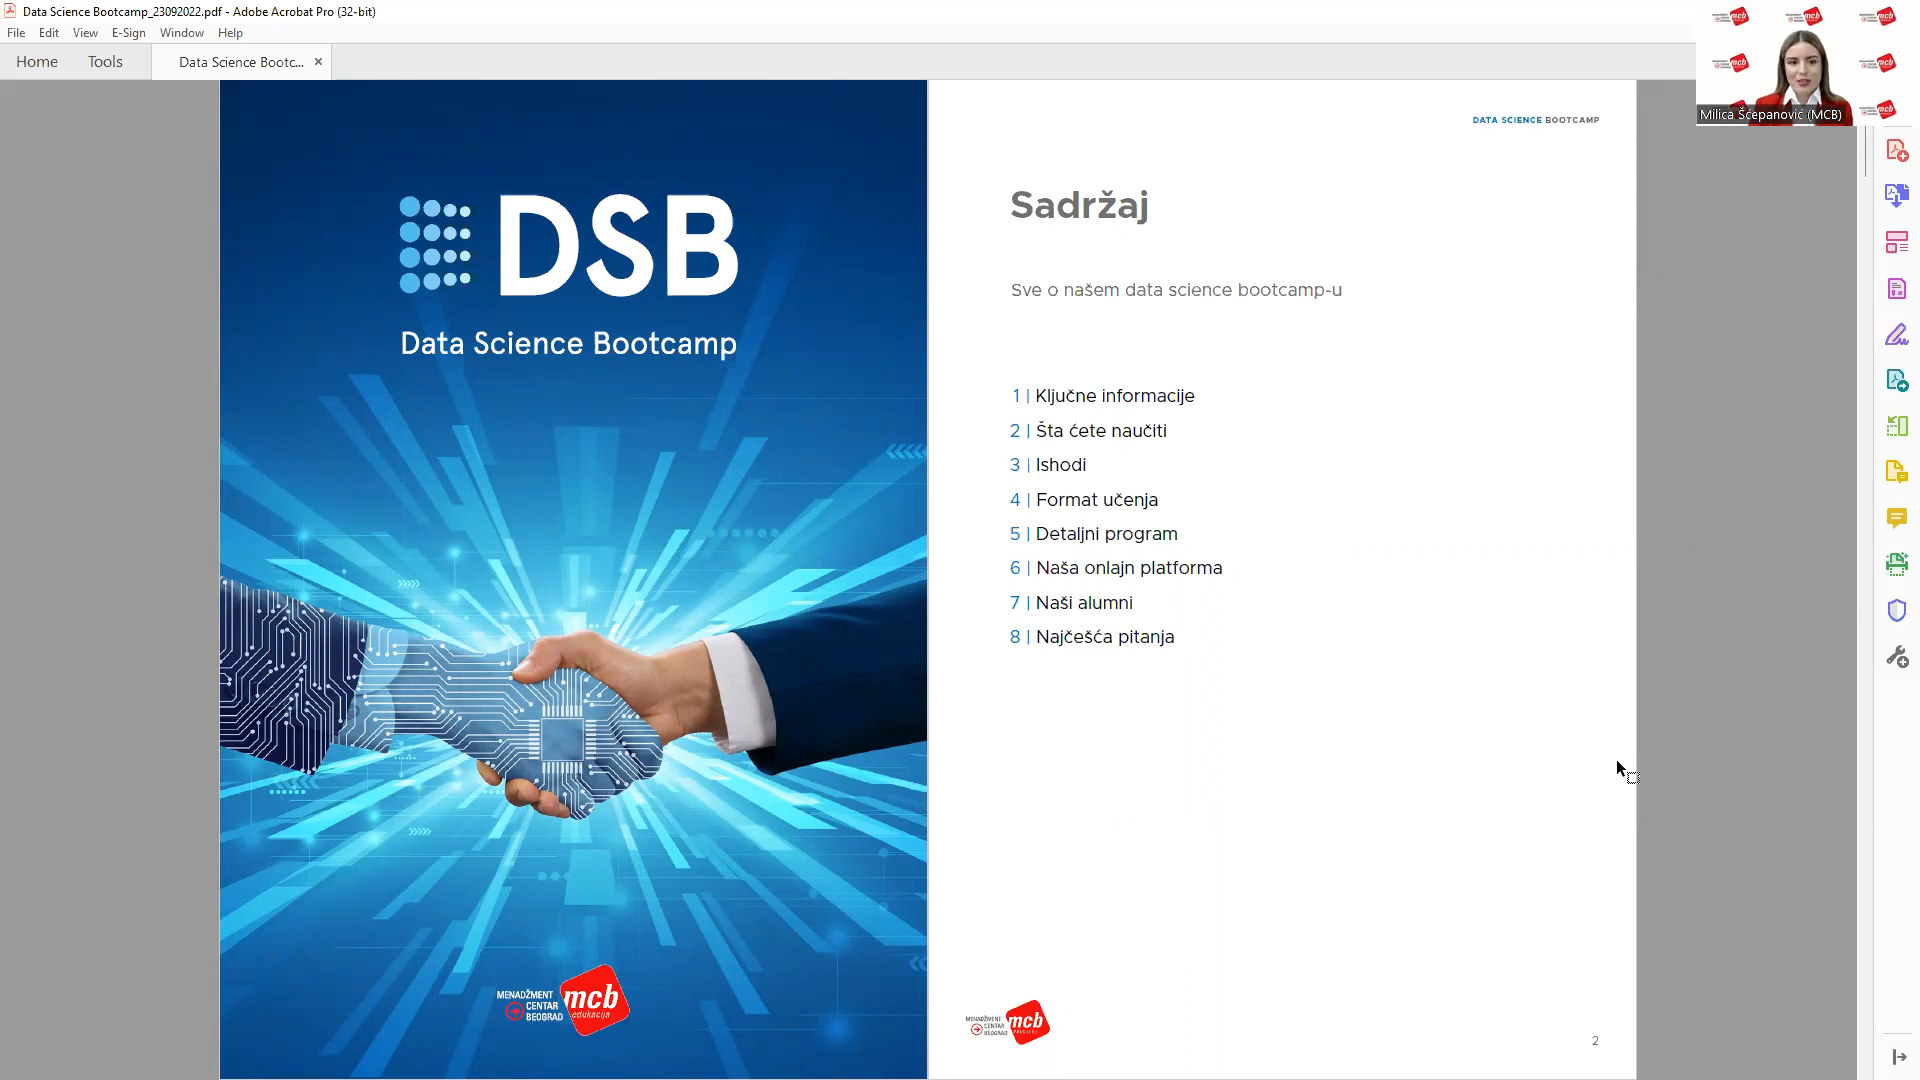 Data Science Bootcamp_23092022.pdf - Adobe Acrobat Pro (32-bit)
File Edit View E-Sign Window Help
Home Tools Data Science Bootc... ×
Milica Šćepanović (MCB)
DSB
Data Science Bootcamp
MENADŽMENT
CENTAR
BEOGRAD
mcb
edukacija
DATA SCIENCE BOOTCAMP
Sadržaj
Sve o našem data science bootcamp-u
1 | Ključne informacije
2 | Šta ćete naučiti
3 | Ishodi
4 | Format učenja
5 | Detaljni program
6 | Naša onlajn platforma
7 | Naši alumni
8 | Najčešća pitanja
MENADŽMENT
CENTAR
BEOGRAD
mcb
2